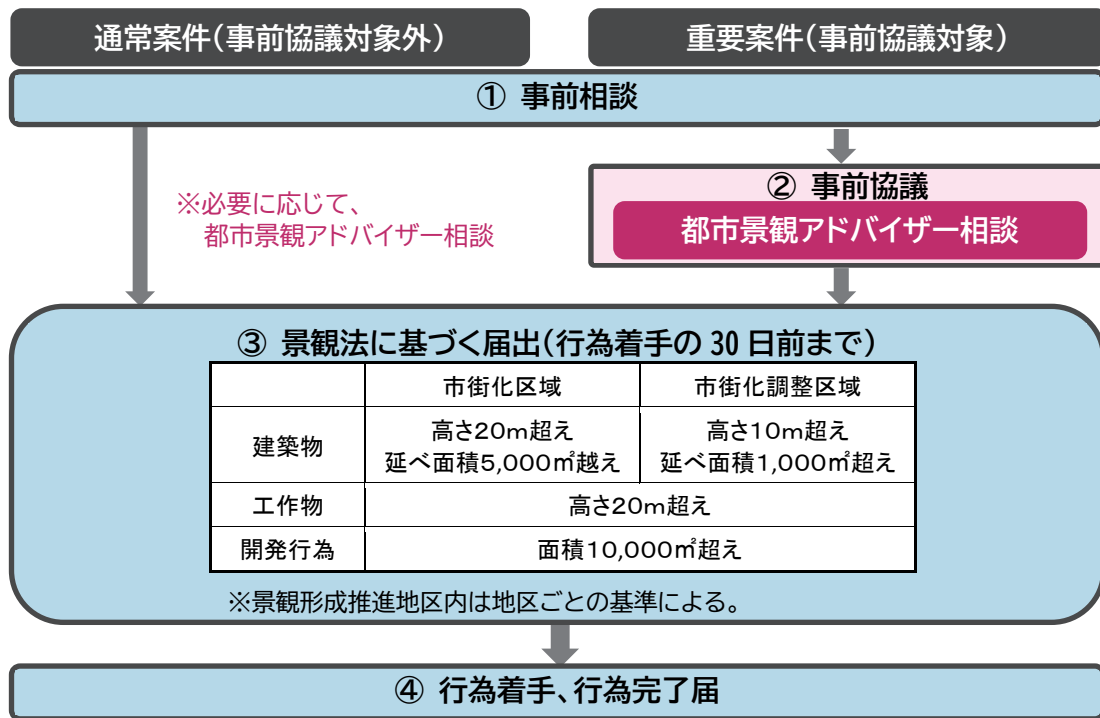 通常案件(事前協議対象外)
重要案件(事前協議対象)
① 事前相談
※必要に応じて、
都市景観アドバイザー相談
② 事前協議
都市景観アドバイザー相談
③ 景観法に基づく届出(行為着手の 30 日前まで)
市街化区域 市街化調整区域
建築物
高さ20m超え
延べ面積5,000㎡越え
高さ10m超え
延べ面積1,000㎡超え
工作物 高さ20m超え
開発行為 面積10,000㎡超え
※景観形成推進地区内は地区ごとの基準による。
④ 行為着手、行為完了届